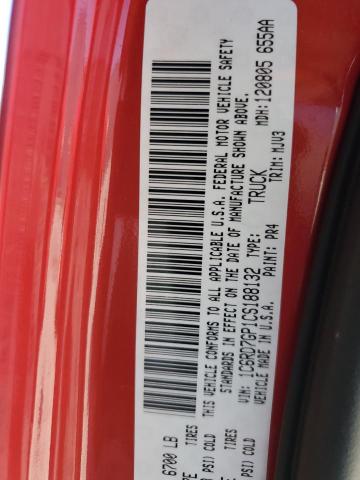 6700 LB TIRES
PSI) COLD
THIS VEHICLE CONFORMS TO ALL APPLICABLE U.S.A. FEDERAL MOTOR VEHICLE SAFETY
STANDARDS IN EFFECT ON THE DATE OF MANUFACTURE SHOWN ABOVE.
VIN: 1C6RD7GP1CS188132 TYPE: TRUCK MDH: 120805 655AA
VEHICLE MADE IN U.S.A. PAINT: PR4 TRIM: MJV3
TIRES
PSI) COLD